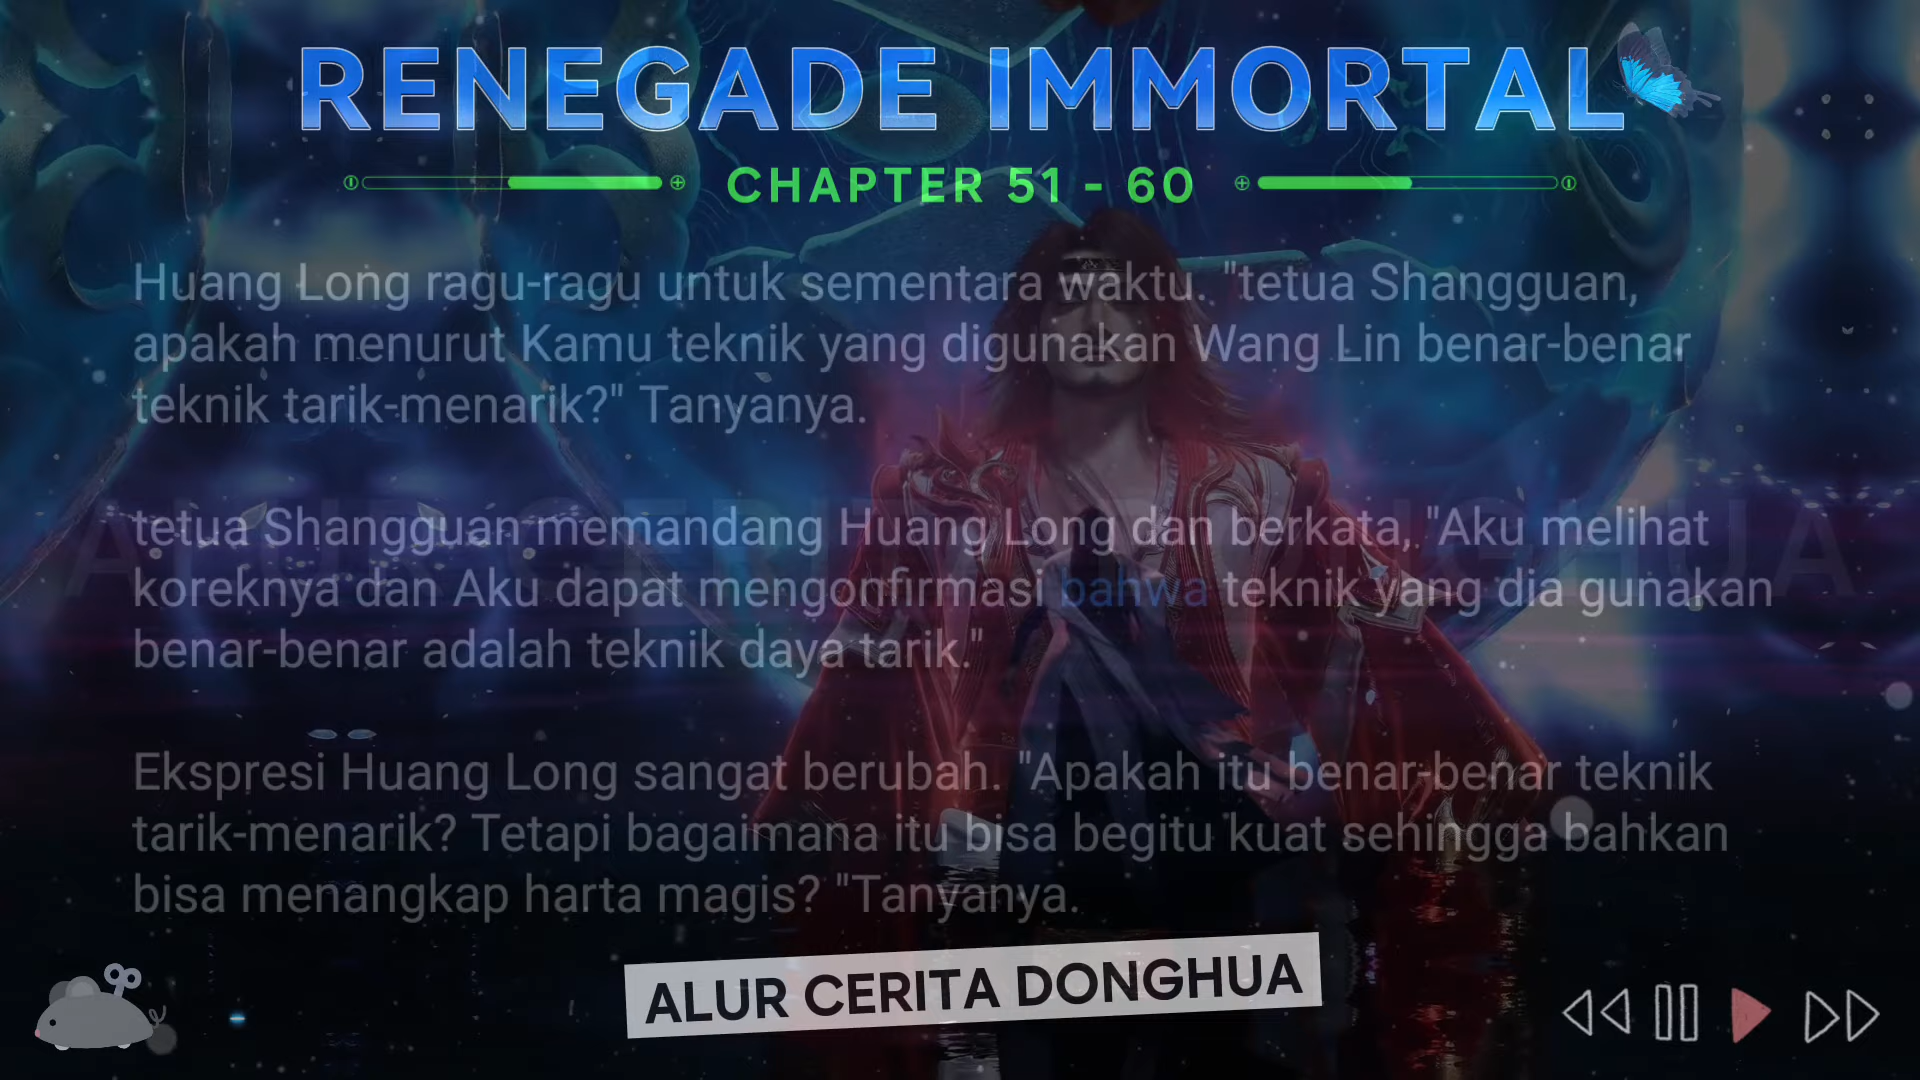 RENEGADE IMMORTAL
CHAPTER 51 - 60
Huang Long ragu-ragu untuk sementara waktu. "tetua Shangguan,
apakah menurut Kamu teknik yang digunakan Wang Lin benar-benar
teknik tarik-menarik?" Tanyanya.
tetua Shangguan memandang Huang Long dan berkata, "Aku melihat
koreknya dan Aku dapat mengonfirmasi bahwa teknik yang dia gunakan
benar-benar adalah teknik daya tarik."
ALUR CERITA DONGHUA
Ekspresi Huang Long sangat berubah. "Apakah itu benar-benar teknik
tarik-menarik? Tetapi bagaimana itu bisa begitu kuat sehingga bahkan
bisa menangkap harta magis? "Tanyanya.
ALUR CERITA DONGHUA